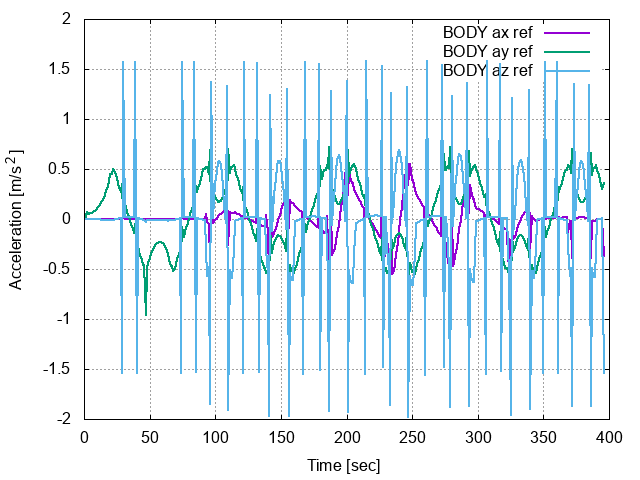 BODY ax ref
BODY ay ref
BODY az ref
2
1.5
1
0.5
0
-0.5
-1
-1.5
-2
Acceleration [m/s²]
0 50 100 150 200 250 300 350 400
Time [sec]